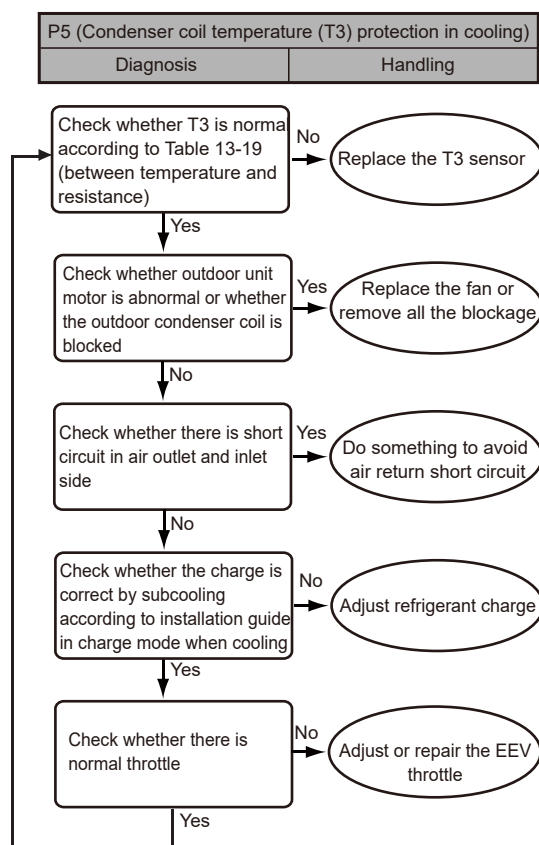 P5 (Condenser coil temperature (T3) protection in cooling)
Diagnosis
Handling
Check whether T3 is normal
according to Table 13-19
(between temperature and
resistance)
No
Replace the T3 sensor
Yes
Check whether outdoor unit
motor is abnormal or whether
the outdoor condenser coil is
blocked
Yes
Replace the fan or
remove all the blockage
No
Check whether there is short
circuit in air outlet and inlet
side
Yes
Do something to avoid
air return short circuit
No
Check whether the charge is
correct by subcooling
according to installation guide
in charge mode when cooling
No
Adjust refrigerant charge
Yes
Check whether there is
normal throttle
No
Adjust or repair the EEV
throttle
Yes